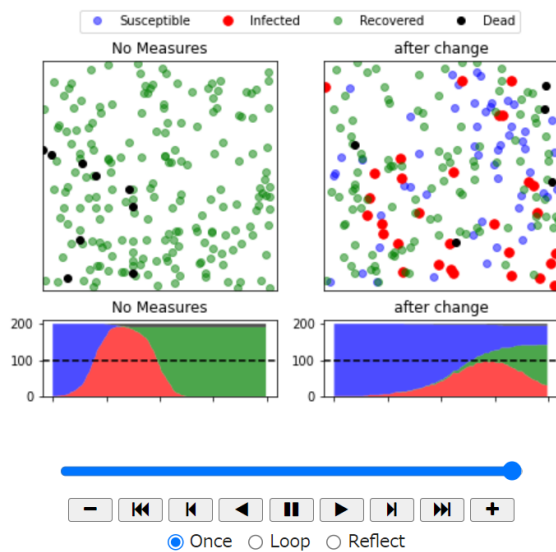 Susceptible Infected Recovered Dead
No Measures after change
No Measures after change
200 200
100 100
0 0
Once Loop Reflect